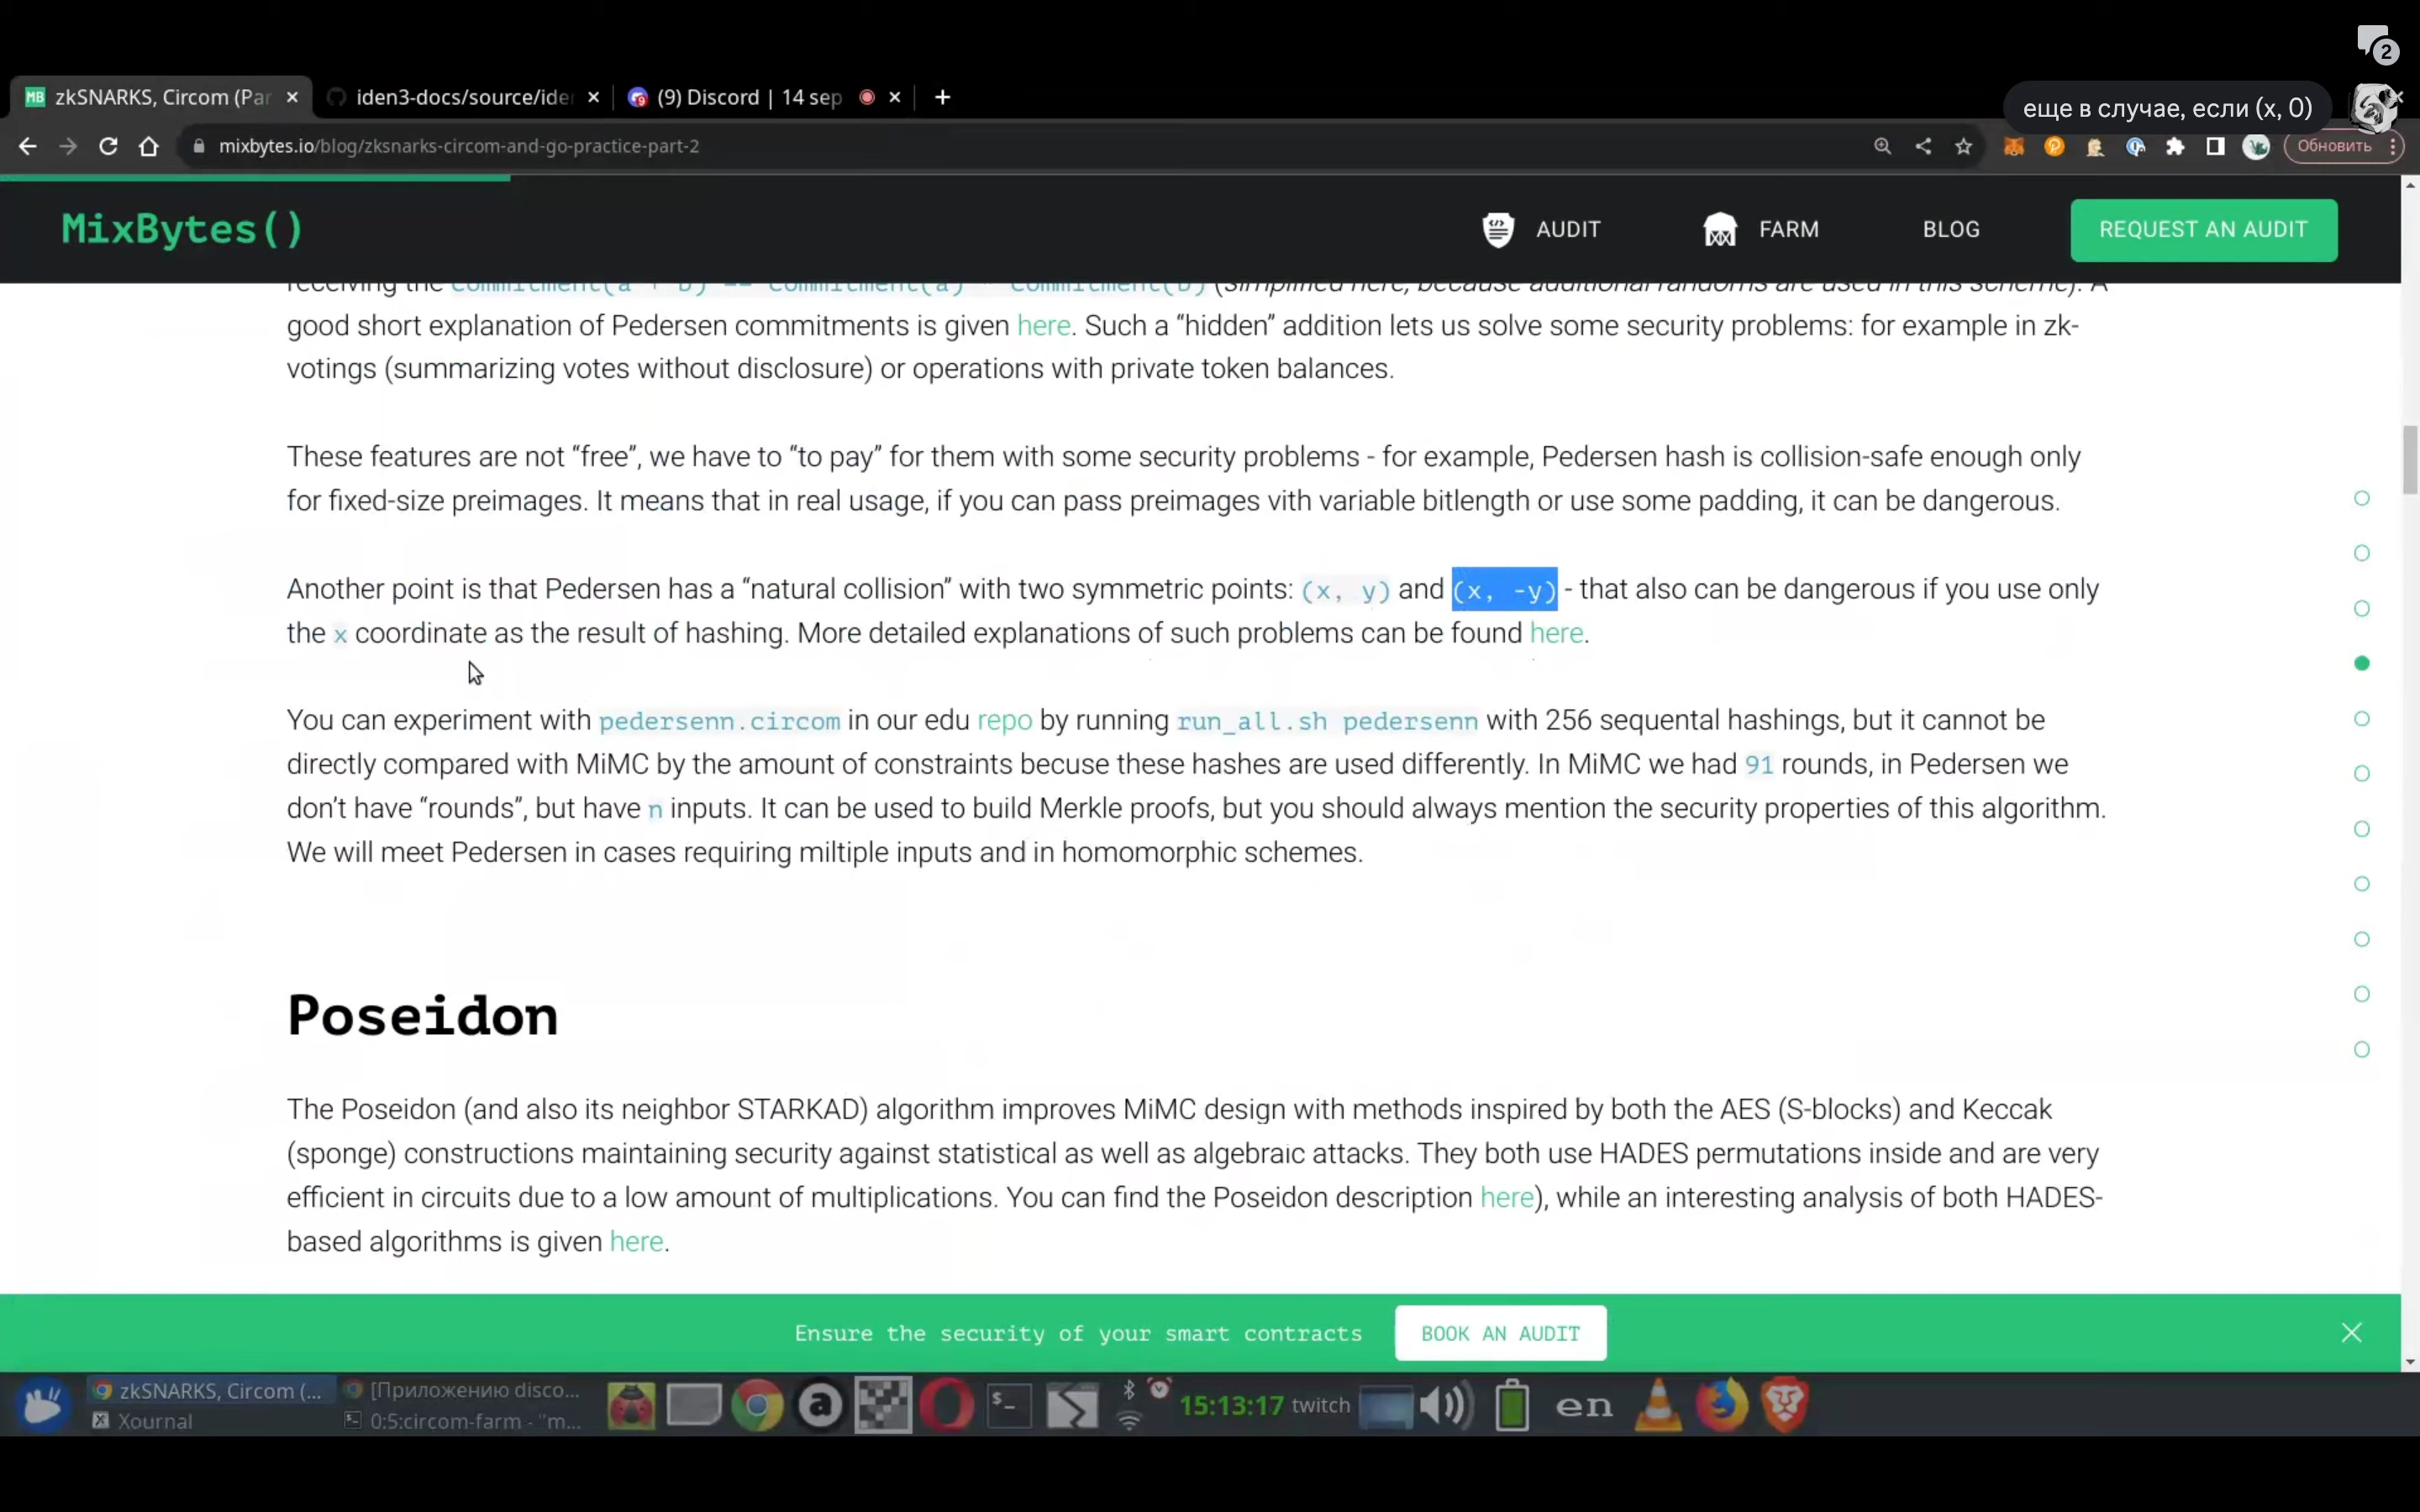 2
zkSNARKS, Circom (Par
iden3-docs/source/ide
(9) Discord | 14 sep
еще в случае, если (x, 0)
mixbytes.io/blog/zksnarks-circom-and-go-practice-part-2
Обновить
MixBytes()
AUDIT
FARM
BLOG
REQUEST AN AUDIT
receiving the commitment(a + b) == commitment(a) * commitment(b) (simplified here, because additional randoms are used in this scheme). A
good short explanation of Pedersen commitments is given here. Such a “hidden” addition lets us solve some security problems: for example in zk-
votings (summarizing votes without disclosure) or operations with private token balances.
These features are not “free”, we have to “to pay” for them with some security problems - for example, Pedersen hash is collision-safe enough only
for fixed-size preimages. It means that in real usage, if you can pass preimages vith variable bitlength or use some padding, it can be dangerous.
Another point is that Pedersen has a “natural collision” with two symmetric points: (x, y) and (x, -y) - that also can be dangerous if you use only
the x coordinate as the result of hashing. More detailed explanations of such problems can be found here.
You can experiment with pedersenn.circom in our edu repo by running run_all.sh pedersenn with 256 sequental hashings, but it cannot be
directly compared with MiMC by the amount of constraints becuse these hashes are used differently. In MiMC we had 91 rounds, in Pedersen we
don’t have “rounds”, but have n inputs. It can be used to build Merkle proofs, but you should always mention the security properties of this algorithm.
We will meet Pedersen in cases requiring miltiple inputs and in homomorphic schemes.
Poseidon
The Poseidon (and also its neighbor STARKAD) algorithm improves MiMC design with methods inspired by both the AES (S-blocks) and Keccak
(sponge) constructions maintaining security against statistical as well as algebraic attacks. They both use HADES permutations inside and are very
efficient in circuits due to a low amount of multiplications. You can find the Poseidon description here), while an interesting analysis of both HADES-
based algorithms is given here.
Ensure the security of your smart contracts
BOOK AN AUDIT
zkSNARKS, Circom (...
[Приложению disco...
Xournal
0:5:circom-farm - "m...
15:13:17 twitch
en